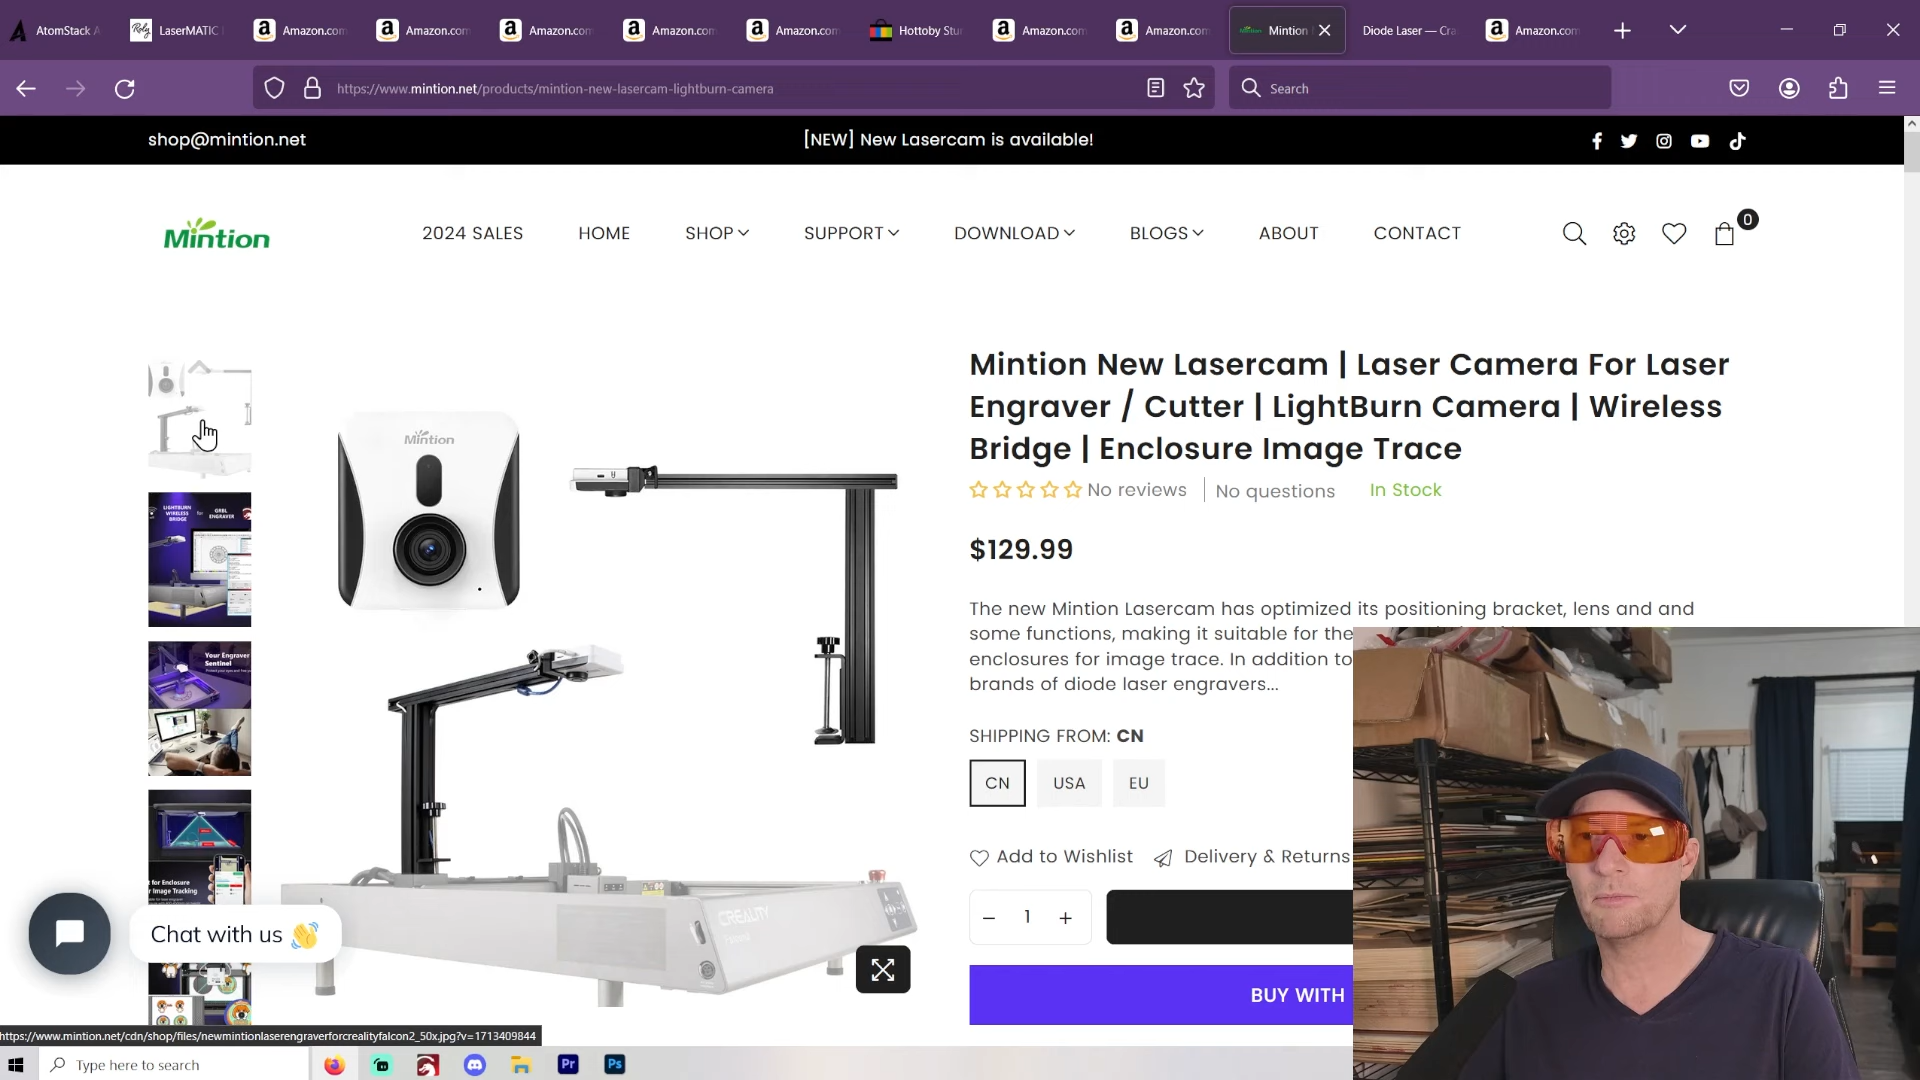 AtomStack A
LaserMATIC
Amazon.com
Amazon.com
Amazon.com
Amazon.com
Amazon.com
Hottoby Stu
Amazon.com
Amazon.com
Mintion
Diode Laser — Cra
Amazon.com
https://www.mintion.net/products/mintion-new-lasercam-lightburn-camera
Search
shop@mintion.net
[NEW] New Lasercam is available!
Mintion
2024 SALES
HOME
SHOP
SUPPORT
DOWNLOAD
BLOGS
ABOUT
CONTACT
0
Mintion New Lasercam | Laser Camera For Laser
Engraver / Cutter | LightBurn Camera | Wireless
Bridge | Enclosure Image Trace
No reviews
No questions
In Stock
$129.99
The new Mintion Lasercam has optimized its positioning bracket, lens and and
some functions, making it suitable for the
enclosures for image trace. In addition to
brands of diode laser engravers...
SHIPPING FROM: CN
CN
USA
EU
Add to Wishlist
Delivery & Returns
1
BUY WITH
Mintion
CREALITY
LIGHTBURN
WIRELESS
BRIDGE
for
GRBL
ENGRAVER
Your Engraver
Sentinel
t for Enclosure
Image Tracking
Chat with us 👋
https://www.mintion.net/cdn/shop/files/newmintionlaserengraverforcrealityfalcon2_50x.jpg?v=1713409844
Type here to search
Pr
Ps